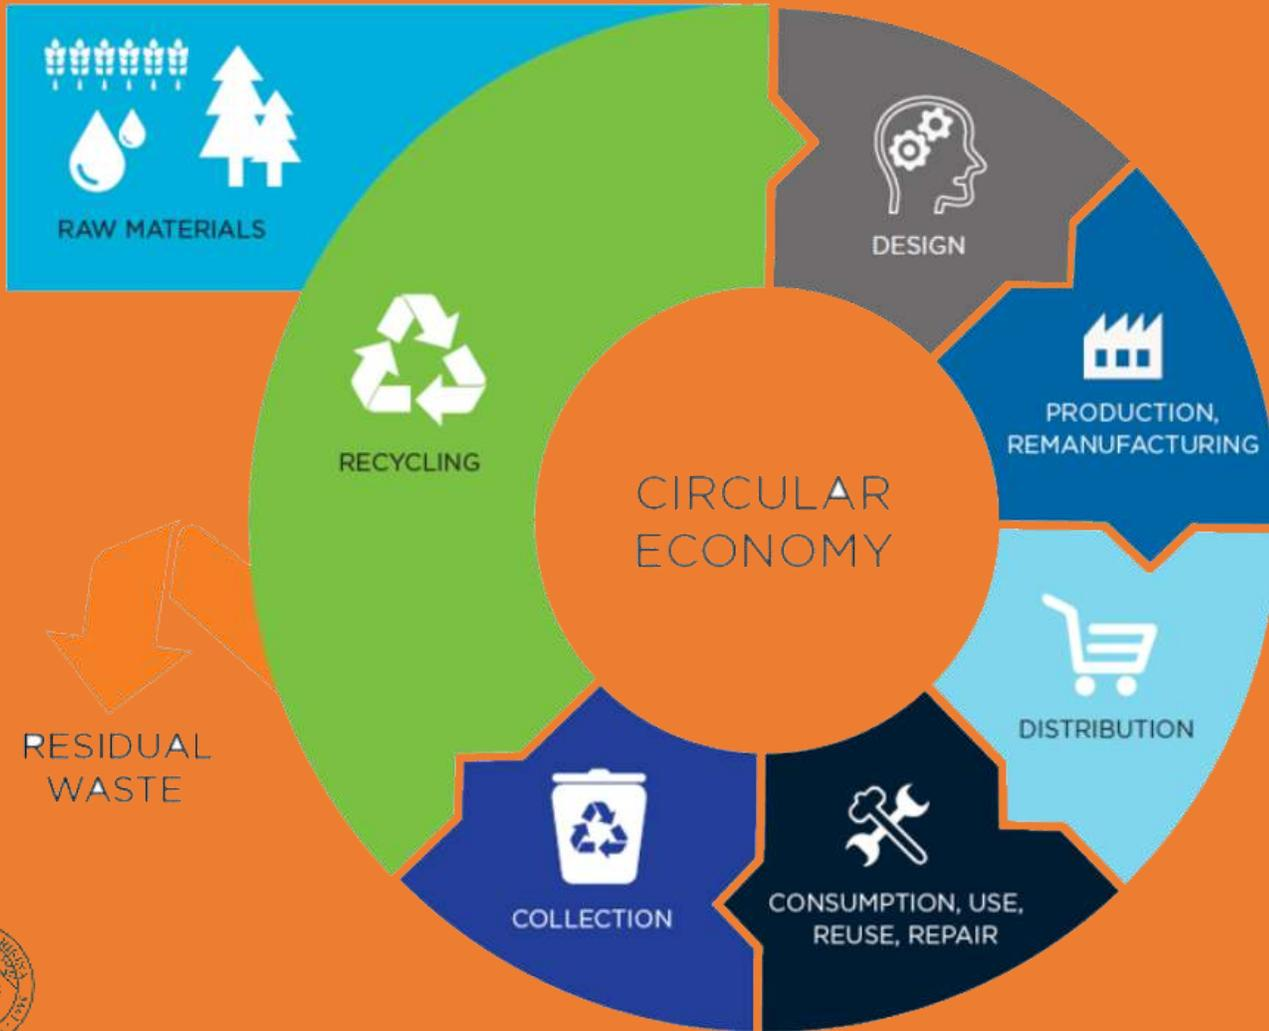 RAW MATERIALS
DESIGN
PRODUCTION,
REMANUFACTURING
RECYCLING
CIRCULAR
ECONOMY
DISTRIBUTION
RESIDUAL
WASTE
CONSUMPTION, USE,
REUSE, REPAIR
COLLECTION